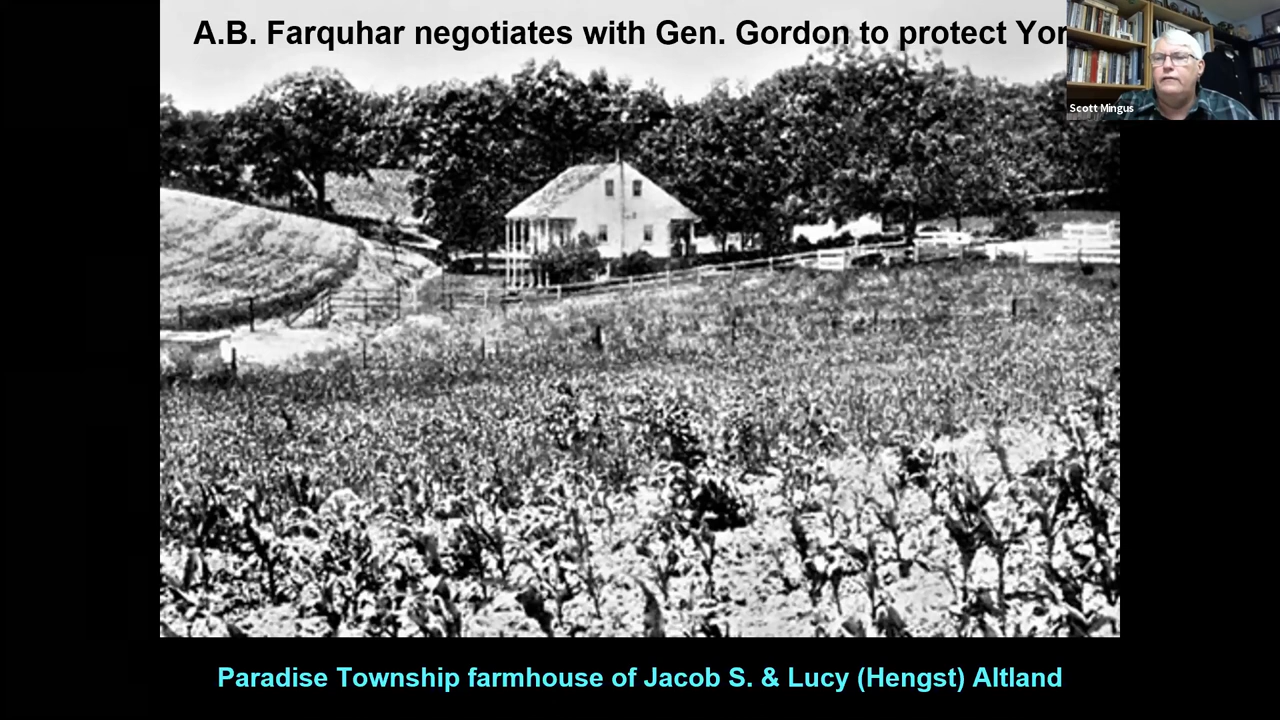 A.B. Farquhar negotiates with Gen. Gordon to protect Yor
Scott Mingus
Paradise Township farmhouse of Jacob S. & Lucy (Hengst) Altland